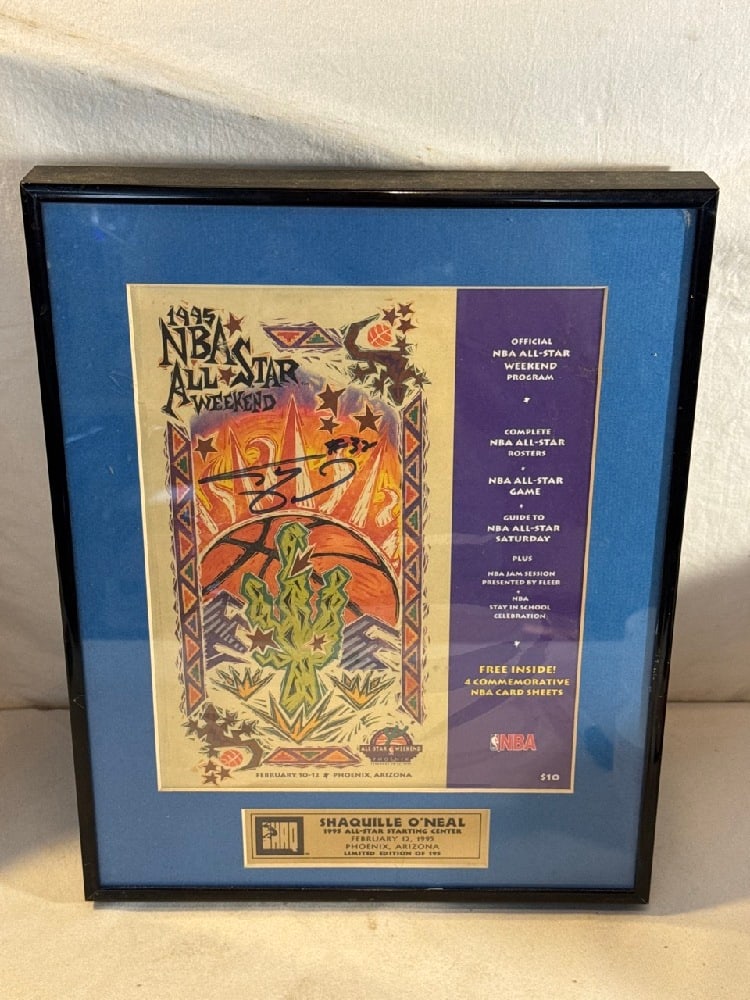 1995
NBA
ALL★STAR
WEEKEND
#32
OFFICIAL
NBA ALL-STAR
WEEKEND
PROGRAM
COMPLETE
NBA ALL-STAR
ROSTERS
NBA ALL-STAR
GAME
GUIDE TO
NBA ALL-STAR
SATURDAY
PLUS
NBA JAM SESSION
PRESENTED BY FLEER
NBA
STAY IN SCHOOL
CELEBRATION
FREE INSIDE!
4 COMMEMORATIVE
NBA CARD SHEETS
NBA
$10
ALL-STAR WEEKEND
PHOENIX
FEBRUARY 10-12 PHOENIX, ARIZONA
SHAQ
SHAQUILLE O'NEAL
1995 ALL-STAR STARTING CENTER
FEBRUARY 12, 1995
PHOENIX, ARIZONA
LIMITED EDITION OF 195